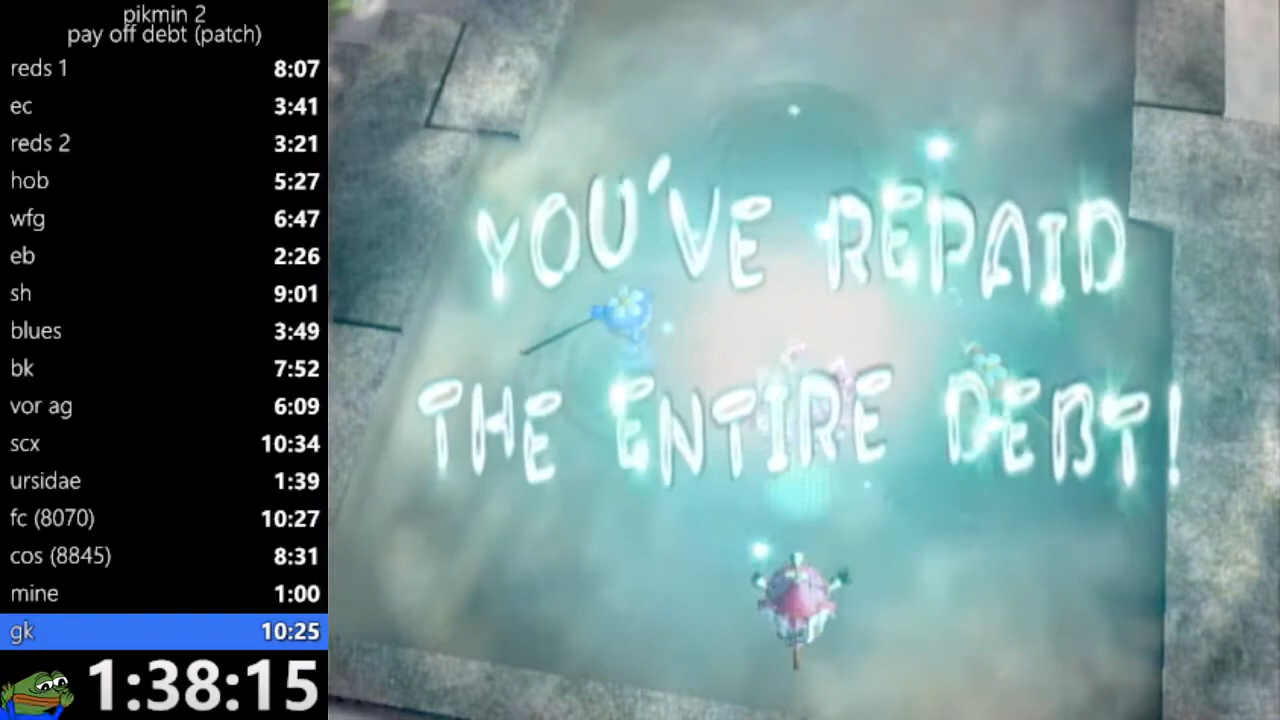 pikmin 2
pay off debt (patch)
reds 1 8:07
ec 3:41
reds 2 3:21
hob 5:27
wfg 6:47
eb 2:26
sh 9:01
blues 3:49
bk 7:52
vor ag 6:09
scx 10:34
ursidae 1:39
fc (8070) 10:27
cos (8845) 8:31
mine 1:00
gk 10:25
1:38:15
YOU'VE REPAID
THE ENTIRE DEBT!